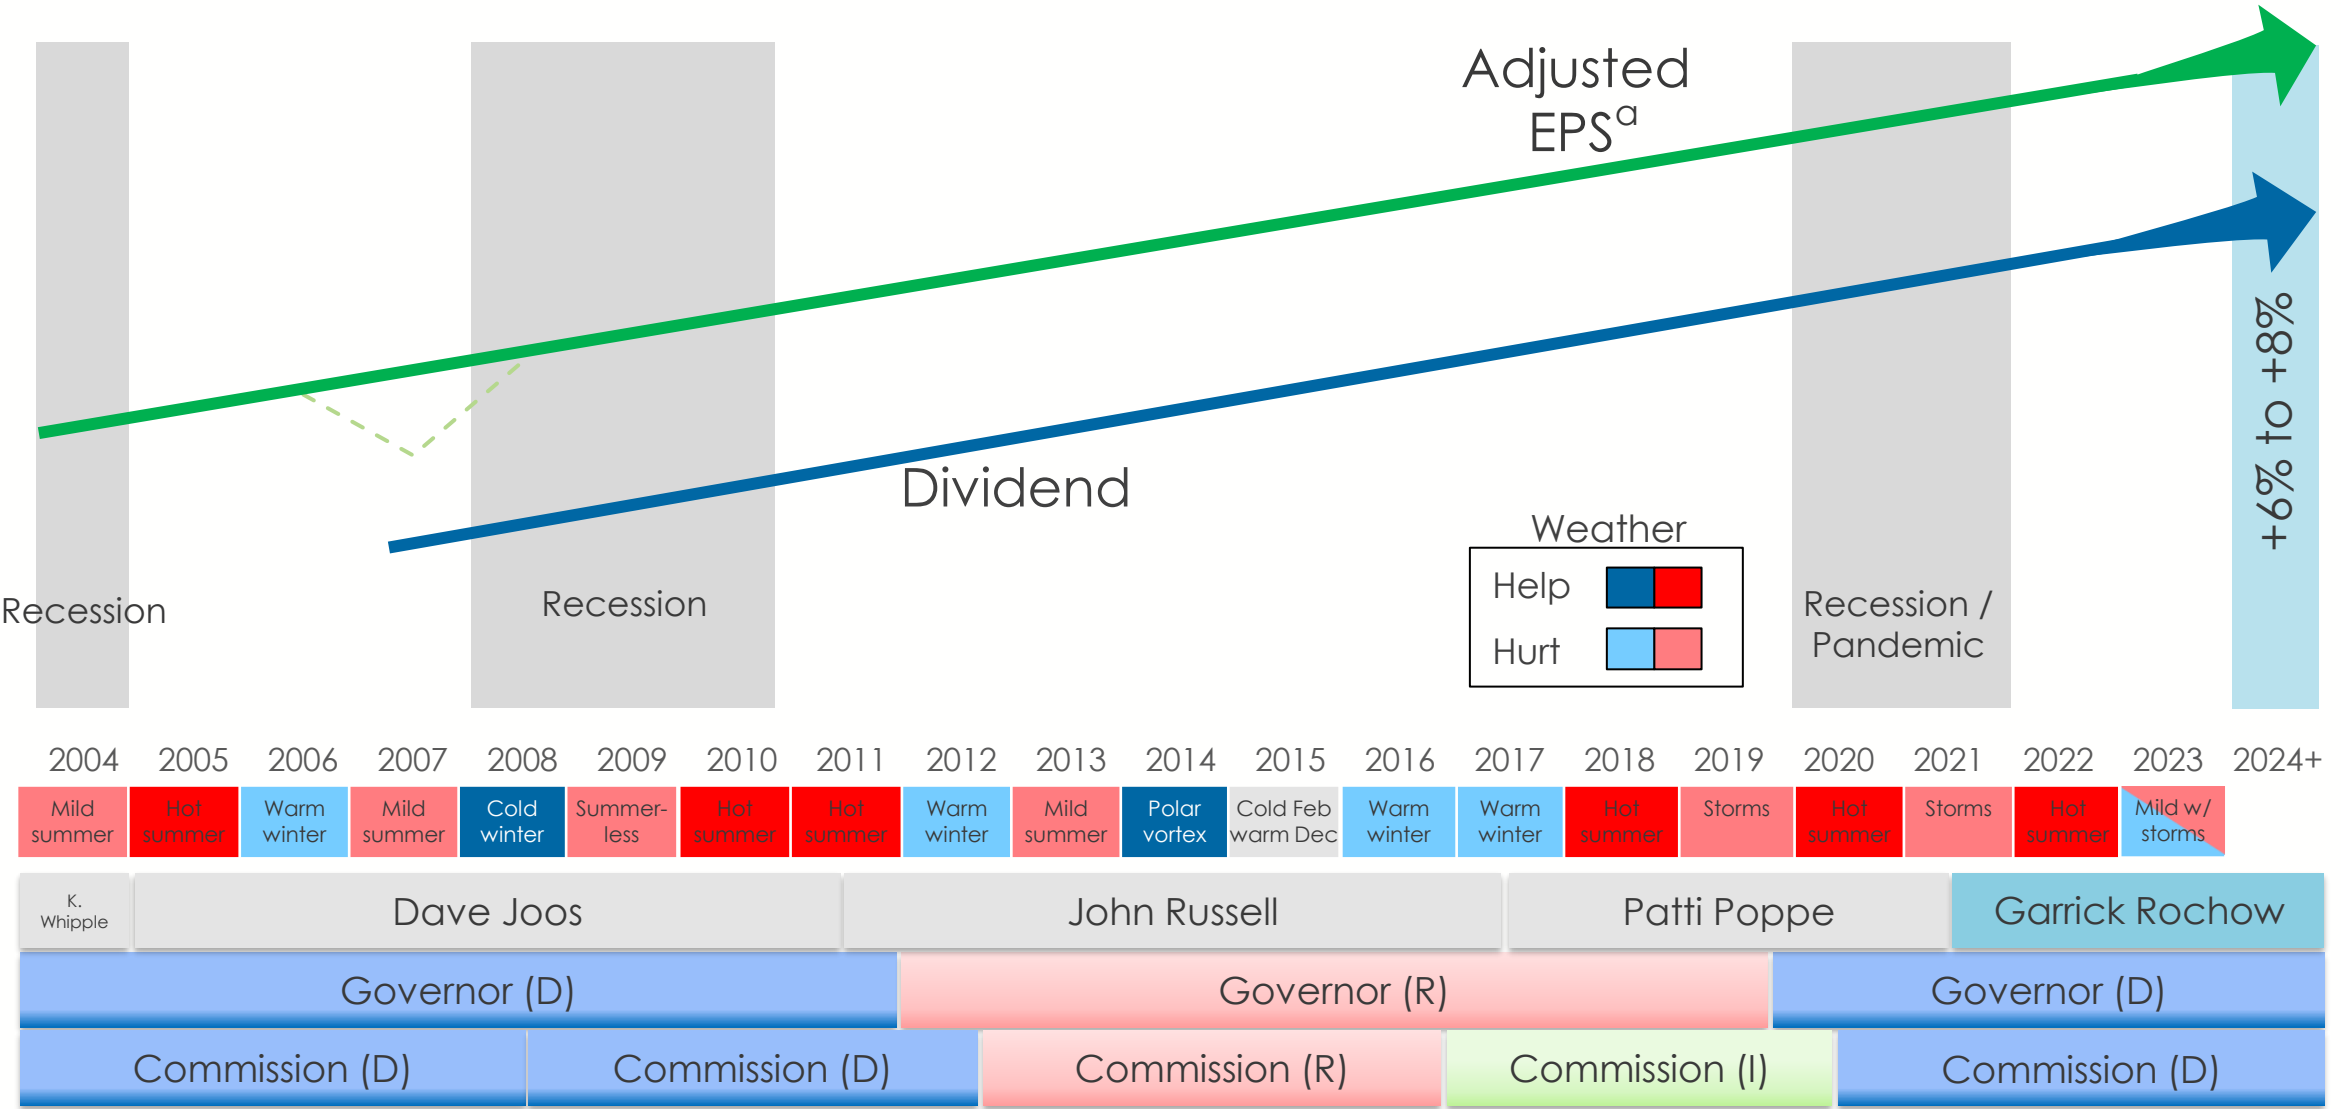 Adjusted
EPSᵃ
Dividend
+6% to +8%
Weather
Help
Hurt
Recession
Recession
Recession /
Pandemic
2004 2005 2006 2007 2008 2009 2010 2011 2012 2013 2014 2015 2016 2017 2018 2019 2020 2021 2022 2023 2024+
Mild Hot Warm Mild Cold Summer- Hot Hot Warm Mild Polar Cold Feb Warm Warm Hot Storms Hot Storms Hot Mild w/
summer summer winter summer winter less summer summer winter summer vortex warm Dec winter winter summer summer summer storms
K.
Whipple
Dave Joos
John Russell
Patti Poppe
Garrick Rochow
Governor (D)
Governor (R)
Governor (D)
Commission (D)
Commission (D)
Commission (R)
Commission (I)
Commission (D)